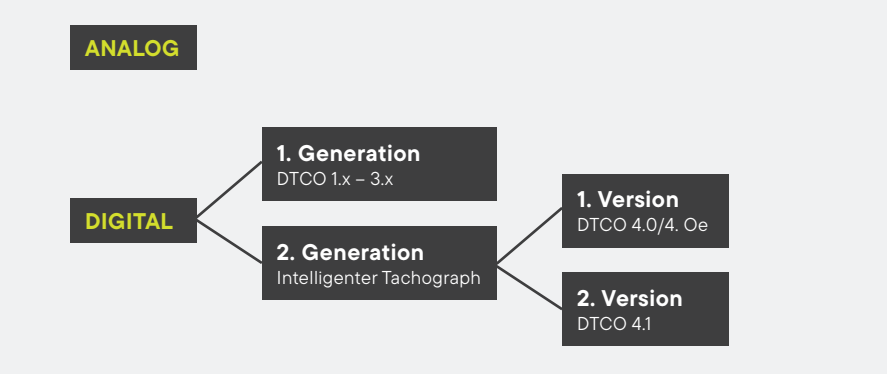 ANALOG
DIGITAL
1. Generation
DTCO 1.x – 3.x
2. Generation
Intelligenter Tachograph
1. Version
DTCO 4.0/4. Oe
2. Version
DTCO 4.1